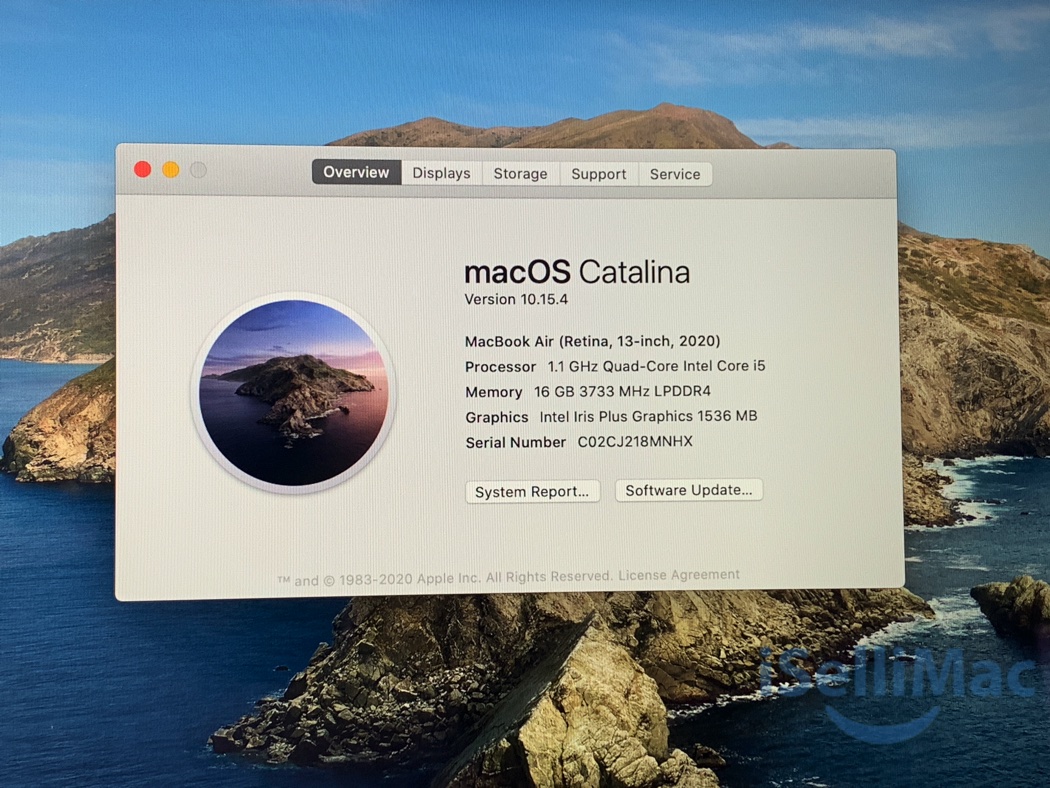 Overview Displays Storage Support Service
macOS Catalina
Version 10.15.4
MacBook Air (Retina, 13-inch, 2020)
Processor 1.1 GHz Quad-Core Intel Core i5
Memory 16 GB 3733 MHz LPDDR4
Graphics Intel Iris Plus Graphics 1536 MB
Serial Number C02CJ218MNHX
System Report... Software Update...
™ and © 1983-2020 Apple Inc. All Rights Reserved. License Agreement
iSelliMac